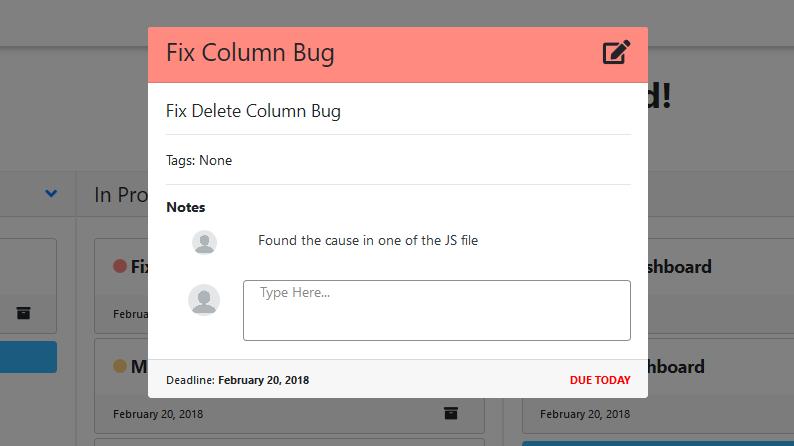 Fix Column Bug
d!
Fix Delete Column Bug
Tags: None
In Pro
Notes
Found the cause in one of the JS file
Fix
shboard
Type Here...
Februa
M
hboard
Deadline: February 20, 2018
DUE TODAY
February 20, 2018
February 20, 2018